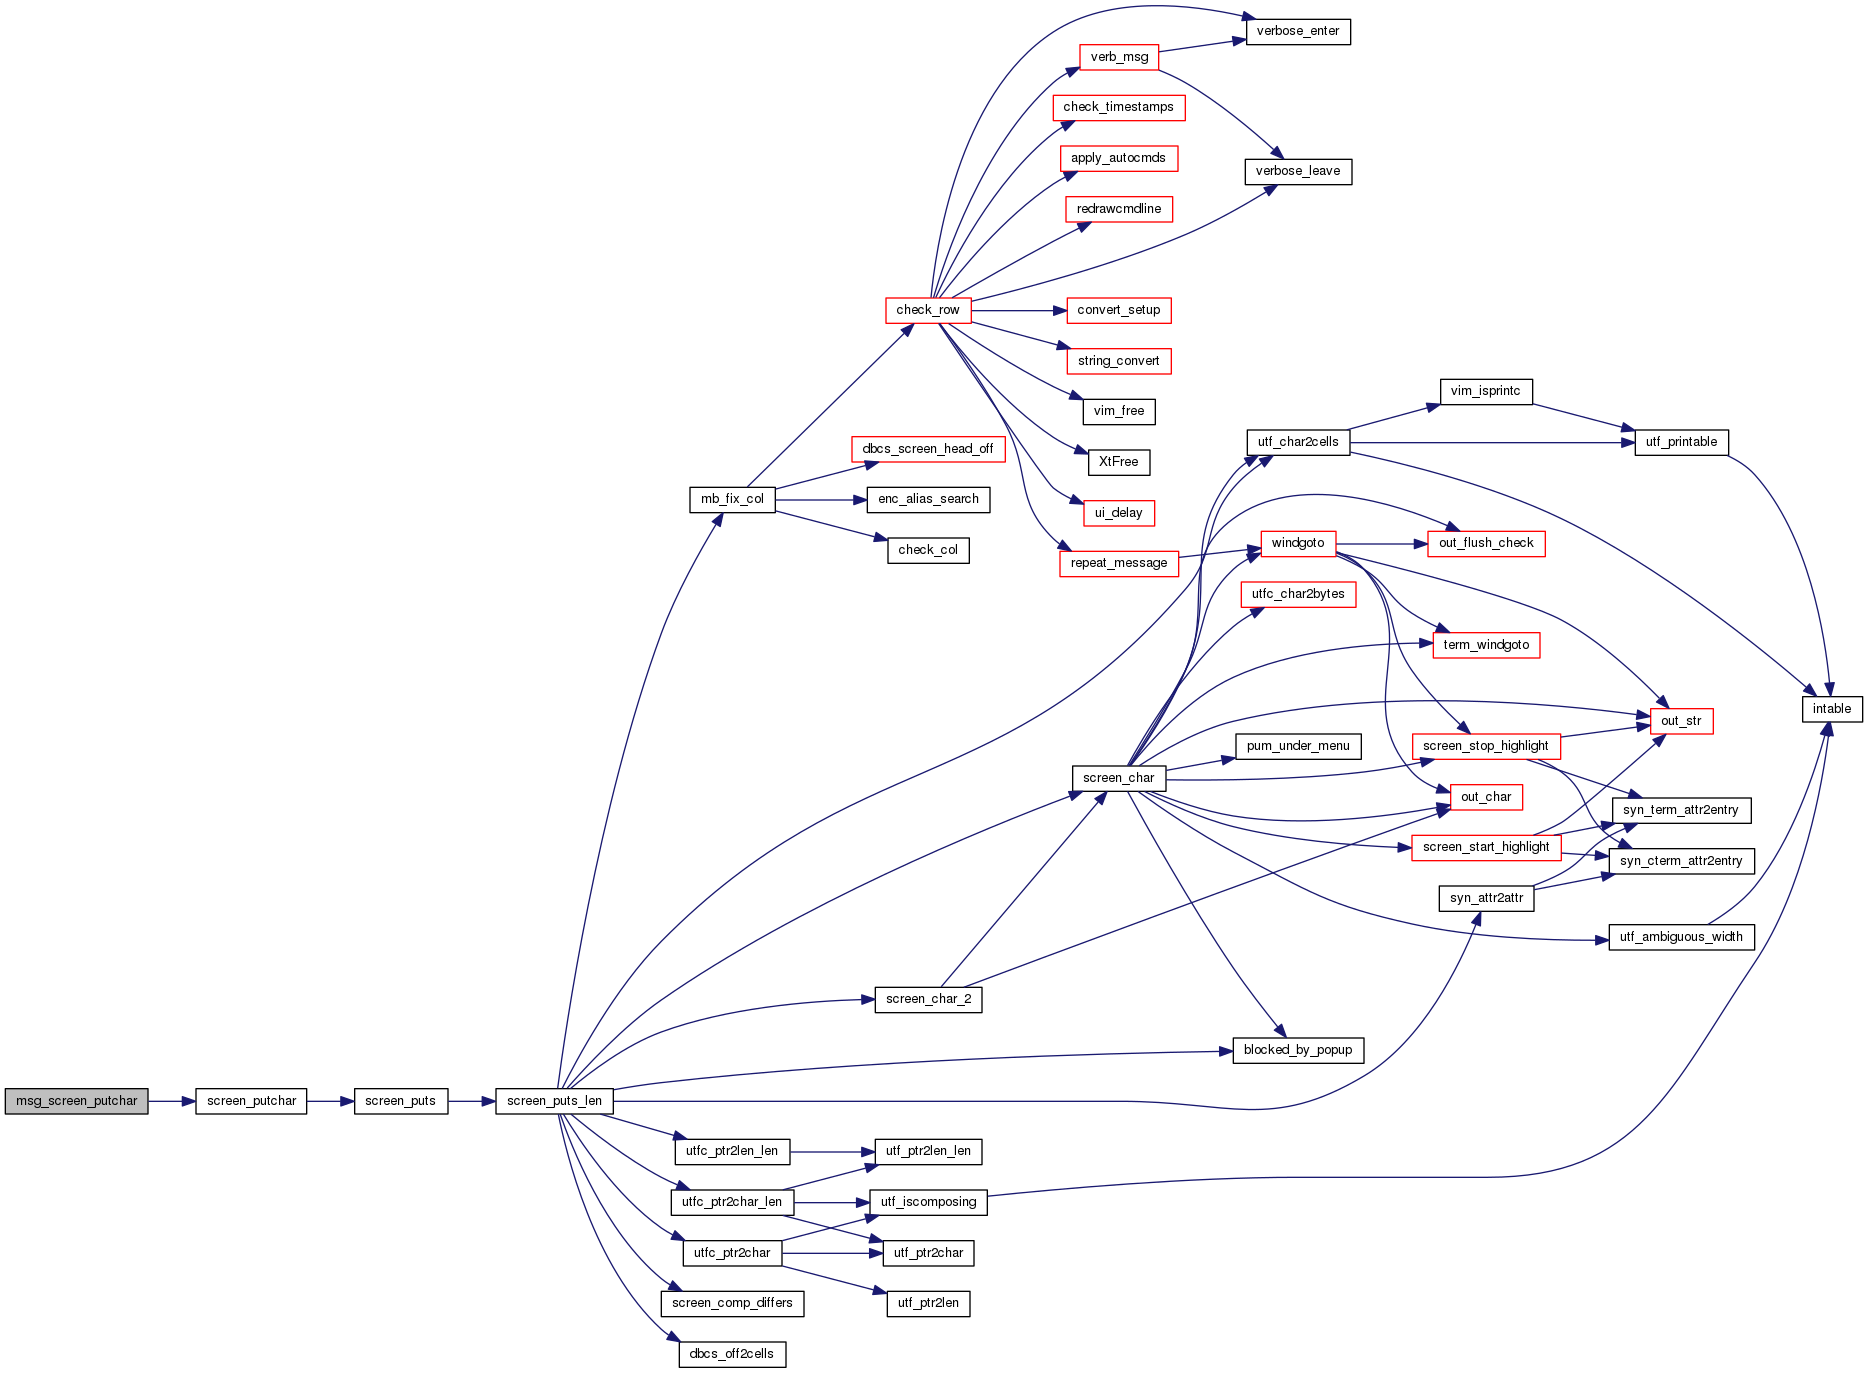 verbose_enter
verb_msg
check_timestamps
apply_autocmds
verbose_leave
redrawcmdline
check_row
convert_setup
string_convert
vim_isprintc
vim_free
utf_char2cells
utf_printable
dbcs_screen_head_off
XtFree
mb_fix_col
enc_alias_search
ui_delay
check_col
windgoto
out_flush_check
repeat_message
utfc_char2bytes
term_windgoto
intable
out_str
pum_under_menu
screen_stop_highlight
screen_char
out_char
syn_term_attr2entry
screen_start_highlight
syn_cterm_attr2entry
syn_attr2attr
utf_ambiguous_width
screen_char_2
blocked_by_popup
msg_screen_putchar
screen_putchar
screen_puts
screen_puts_len
utfc_ptr2len_len
utf_ptr2len_len
utfc_ptr2char_len
utf_iscomposing
utfc_ptr2char
utf_ptr2char
screen_comp_differs
utf_ptr2len
dbcs_off2cells